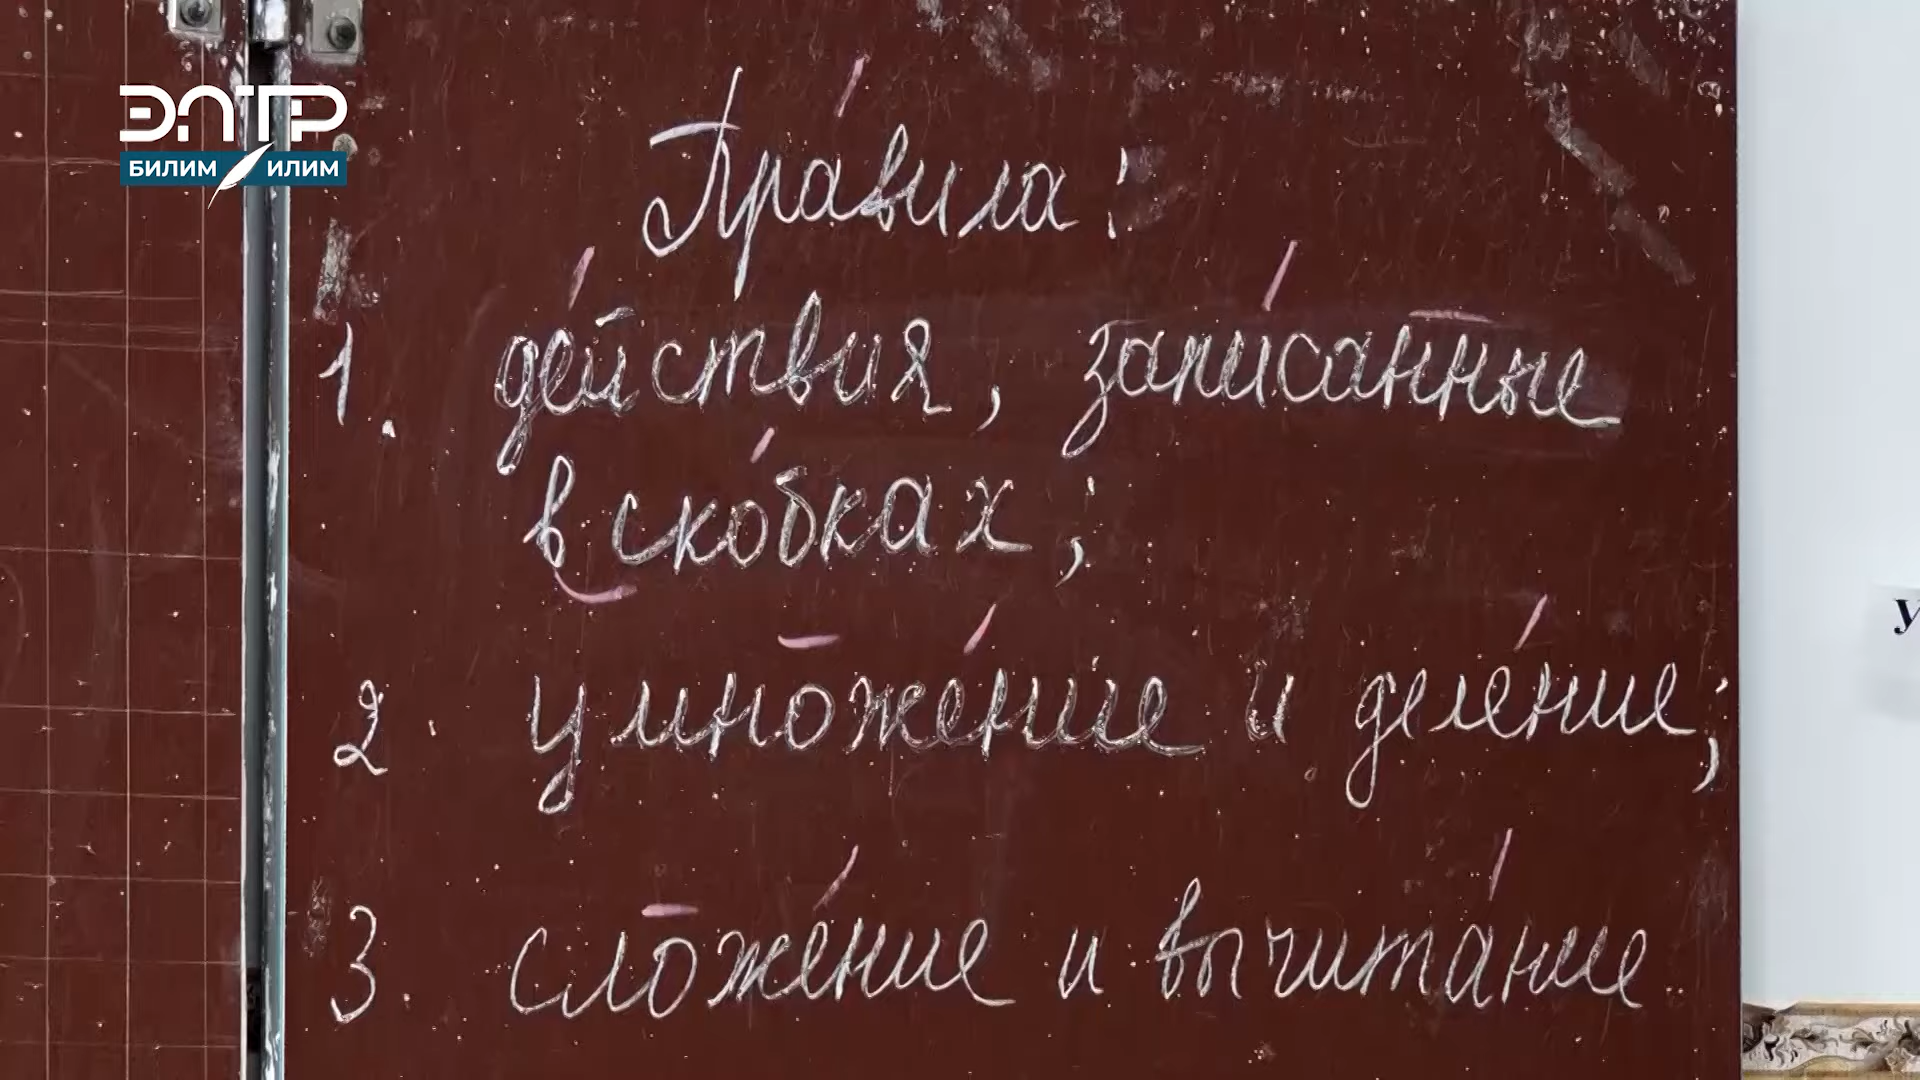 ЭЛТР
БИЛИМ ИЛИМ
Правила:
1. действия, записанные
в скобках;
2. умножение и деление;
3. сложение и вычитание
у